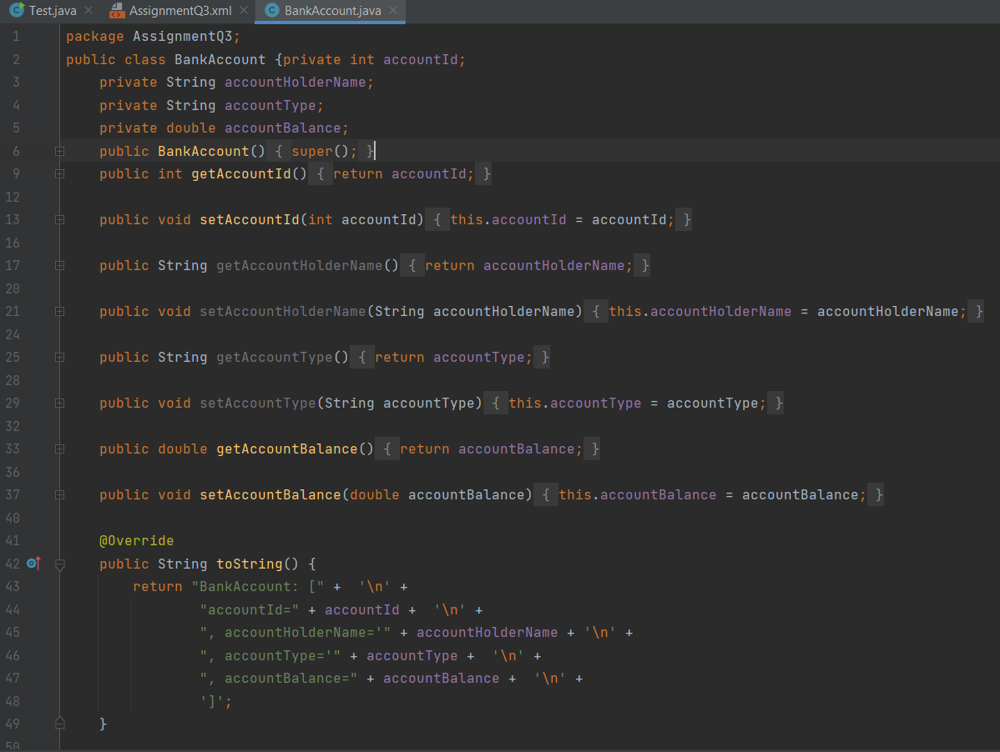 Test.java AssignmentQ3.xml BankAccount.java
1 package AssignmentQ3;
2 public class BankAccount {private int accountId;
3 private String accountHolderName;
4 private String accountType;
5 private double accountBalance;
6 public BankAccount() { super(); }
9 public int getAccountId() { return accountId; }
12
13 public void setAccountId(int accountId) { this.accountId = accountId; }
16
17 public String getAccountHolderName() { return accountHolderName; }
20
21 public void setAccountHolderName(String accountHolderName) { this.accountHolderName = accountHolderName; }
24
25 public String getAccountType() { return accountType; }
28
29 public void setAccountType(String accountType) { this.accountType = accountType; }
32
33 public double getAccountBalance() { return accountBalance; }
36
37 public void setAccountBalance(double accountBalance) { this.accountBalance = accountBalance; }
40
41 @Override
42 public String toString() {
43 return "BankAccount: [" + '\n' +
44 "accountId=" + accountId + '\n' +
45 ", accountHolderName='" + accountHolderName + '\n' +
46 ", accountType='" + accountType + '\n' +
47 ", accountBalance=" + accountBalance + '\n' +
48 ']';
49 }
50